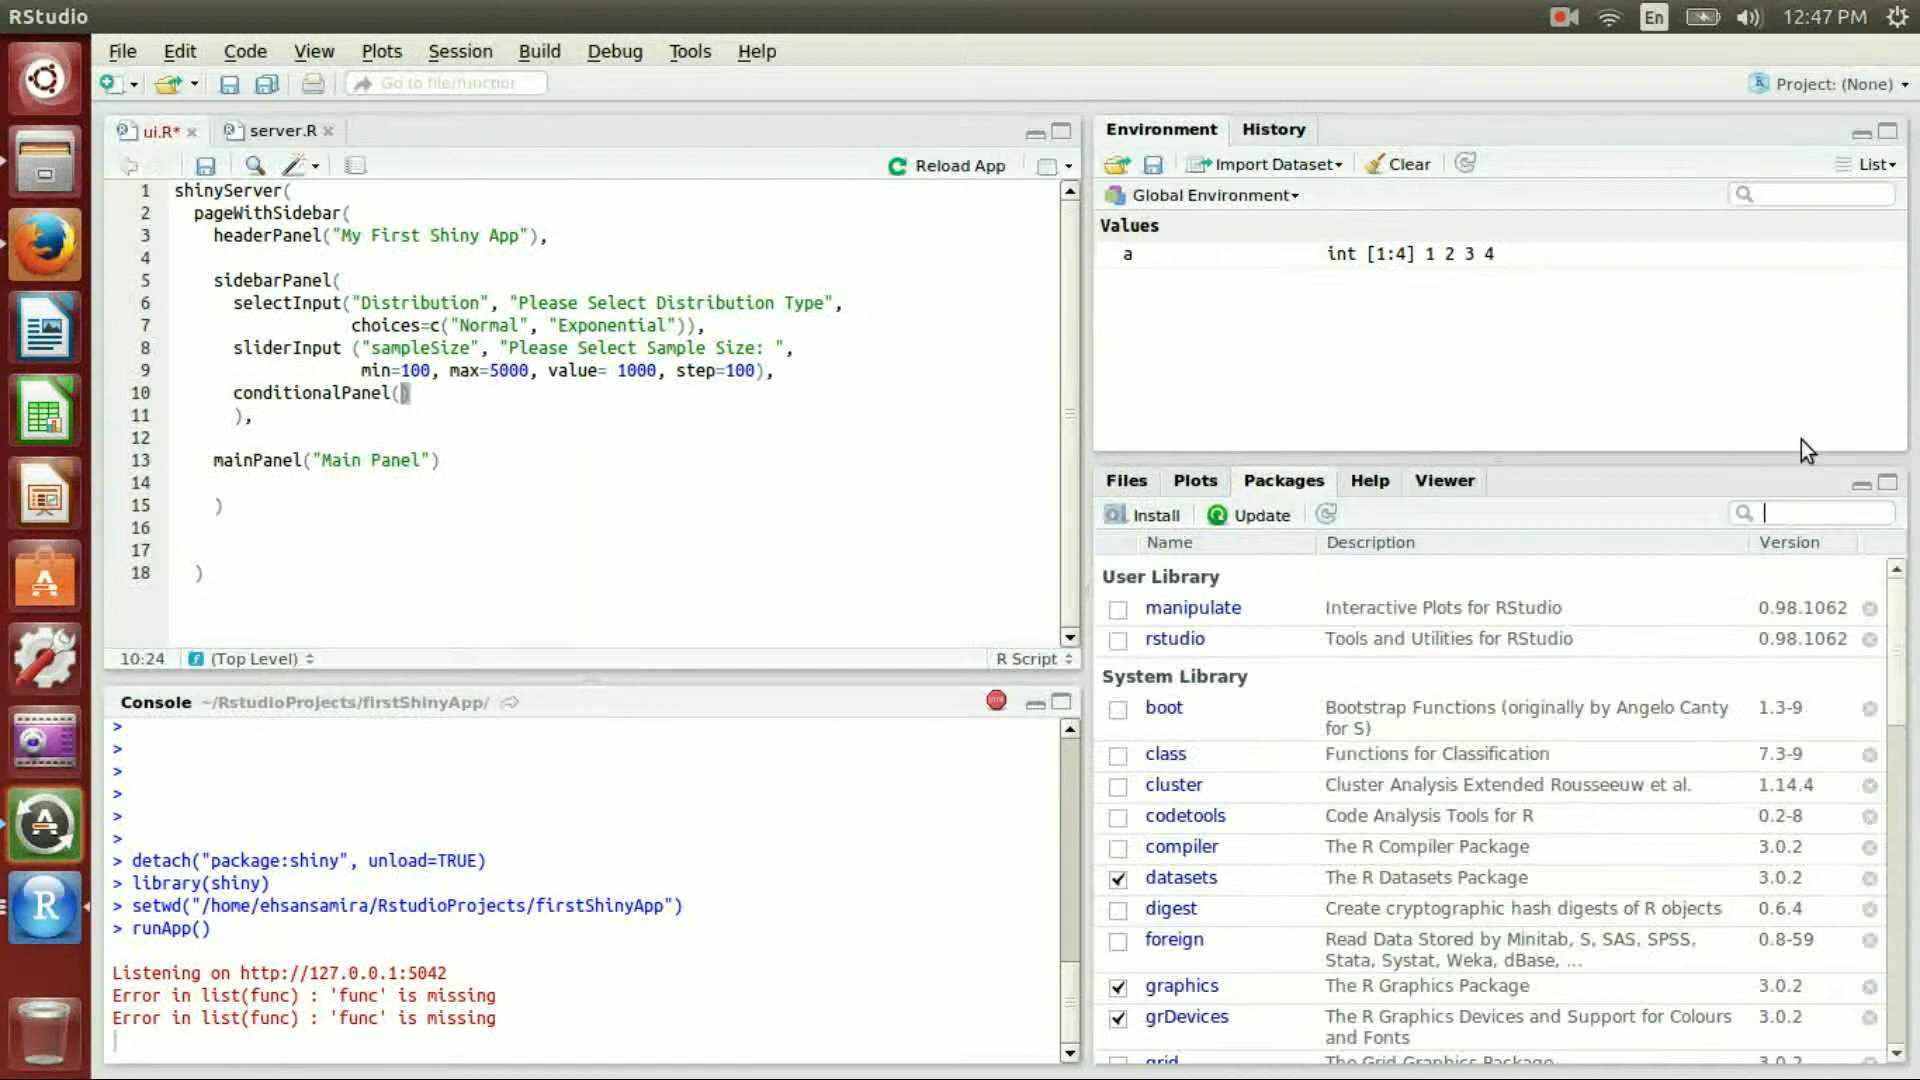 RStudio
En
12:47 PM
File Edit Code View Plots Session Build Debug Tools Help
Go to file/function
Project: (None)
ui.R*
server.R
Reload App
1 shinyServer(
2 pageWithSidebar(
3 headerPanel("My First Shiny App"),
4
5 sidebarPanel(
6 selectInput("Distribution", "Please Select Distribution Type",
7 choices=c("Normal", "Exponential")),
8 sliderInput ("sampleSize", "Please Select Sample Size: ",
9 min=100, max=5000, value= 1000, step=100),
10 conditionalPanel()
11 ),
12
13 mainPanel("Main Panel")
14
15 )
16
17
18 )
10:24 (Top Level) R Script
Console ~/RstudioProjects/firstShinyApp/
>
>
>
>
>
>
> detach("package:shiny", unload=TRUE)
> library(shiny)
> setwd("/home/ehsansamira/RstudioProjects/firstShinyApp")
> runApp()
Listening on http://127.0.0.1:5042
Error in list(func) : 'func' is missing
Error in list(func) : 'func' is missing
Environment History
Import Dataset Clear List
Global Environment
Values
a int [1:4] 1 2 3 4
Files Plots Packages Help Viewer
Install Update
Name Description Version
User Library
manipulate Interactive Plots for RStudio 0.98.1062
rstudio Tools and Utilities for RStudio 0.98.1062
System Library
boot Bootstrap Functions (originally by Angelo Canty for S) 1.3-9
class Functions for Classification 7.3-9
cluster Cluster Analysis Extended Rousseeuw et al. 1.14.4
codetools Code Analysis Tools for R 0.2-8
compiler The R Compiler Package 3.0.2
datasets The R Datasets Package 3.0.2
digest Create cryptographic hash digests of R objects 0.6.4
foreign Read Data Stored by Minitab, S, SAS, SPSS, Stata, Systat, Weka, dBase, ... 0.8-59
graphics The R Graphics Package 3.0.2
grDevices The R Graphics Devices and Support for Colours and Fonts 3.0.2
grid The Grid Graphics Package 3.0.2